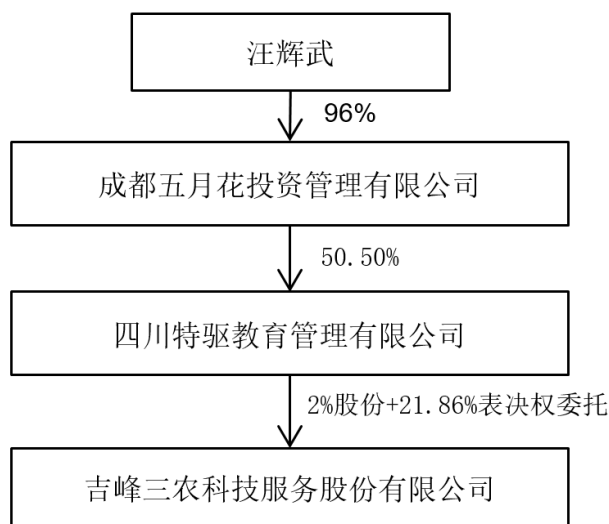 汪辉武
96%
成都五月花投资管理有限公司
50.50%
四川特驱教育管理有限公司
2%股份+21.86%表决权委托
吉峰三农科技服务股份有限公司